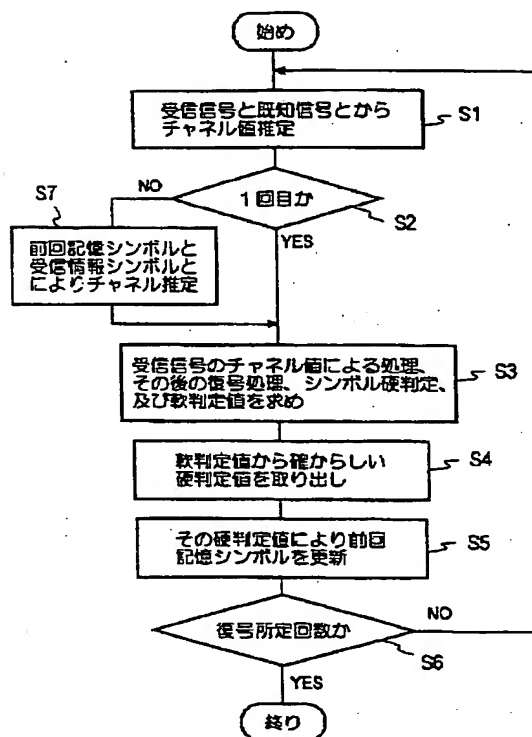 始め
受信信号と既知信号とから
チャネル値推定
S1
1回目か
S2
NO
YES
S7
前回記憶シンボルと
受信情報シンボルと
によりチャネル推定
受信信号のチャネル値による処理、
その後の復号処理、シンボル硬判定、
及び軟判定値を求め
S3
軟判定値から確からしい
硬判定値を取り出し
S4
その硬判定値により前回
記憶シンボルを更新
S5
復号所定回数か
NO
S6
YES
終り